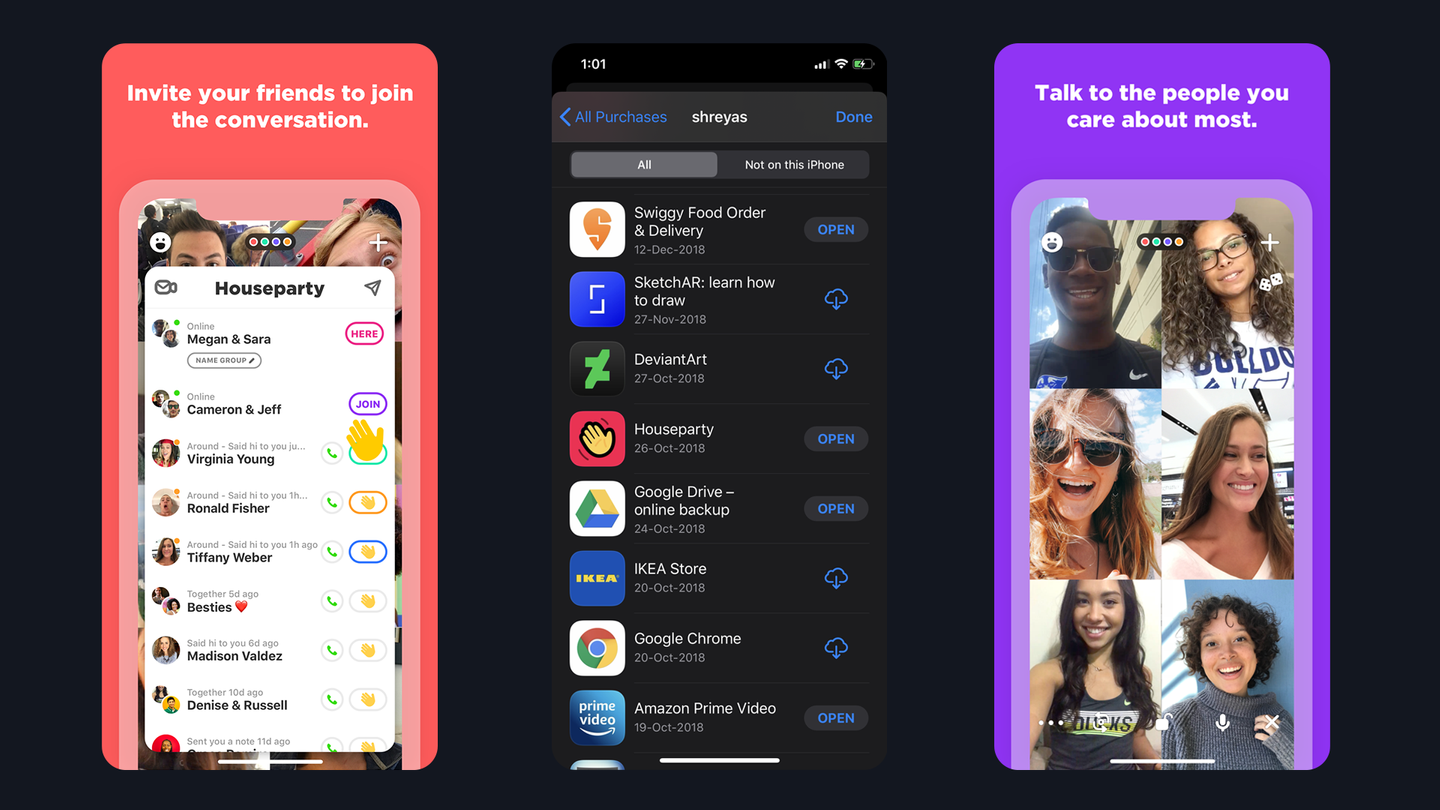 Invite your friends to join
the conversation.
Houseparty
Online
Megan & Sara
HERE
NAME GROUP
Online
Cameron & Jeff
JOIN
Around - Said hi to you ju...
Virginia Young
Around - Said hi to you 1h...
Ronald Fisher
Around - Said hi to you 1h ago
Tiffany Weber
Together 5d ago
Besties ❤️
Said hi to you 6d ago
Madison Valdez
Together 10d ago
Denise & Russell
Sent you a note 11d ago
1:01
All Purchases
shreyas
Done
All
Not on this iPhone
Swiggy Food Order
& Delivery
12-Dec-2018
OPEN
SketchAR: learn how
to draw
27-Nov-2018
DeviantArt
27-Oct-2018
Houseparty
26-Oct-2018
OPEN
Google Drive –
online backup
24-Oct-2018
OPEN
IKEA
IKEA Store
20-Oct-2018
Google Chrome
20-Oct-2018
prime
video
Amazon Prime Video
19-Oct-2018
OPEN
Talk to the people you
care about most.